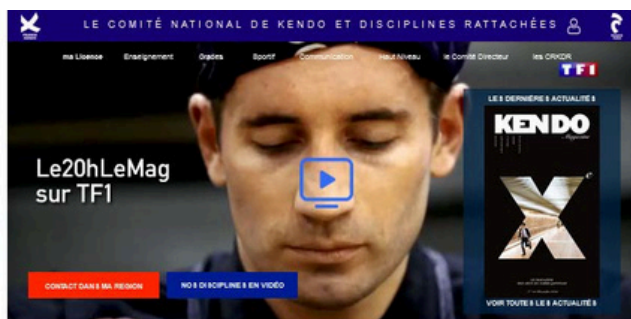 LE COMITÉ NATIONAL DE KENDO ET DISCIPLINES RATTACHÉES
ma Licence Enseignement Grades Sportif Communication Haut Niveau le Comité Directeur les CRKDR
TF1
LES DERNIÈRES ACTUALITÉS
KENDO
Magazine
Le20hLeMag
sur TF1
CONTACT DANS MA REGION
NOS DISCIPLINES EN VIDÉO
VOIR TOUTES LES ACTUALITÉS